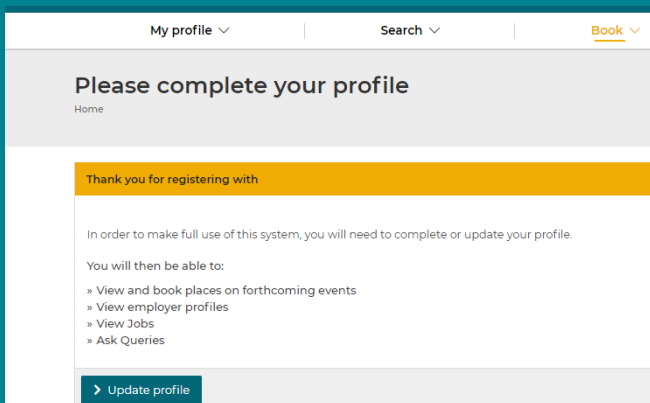 My profile
Search
Book
Please complete your profile
Home
Thank you for registering with
In order to make full use of this system, you will need to complete or update your profile.
You will then be able to:
» View and book places on forthcoming events
» View employer profiles
» View Jobs
» Ask Queries
Update profile